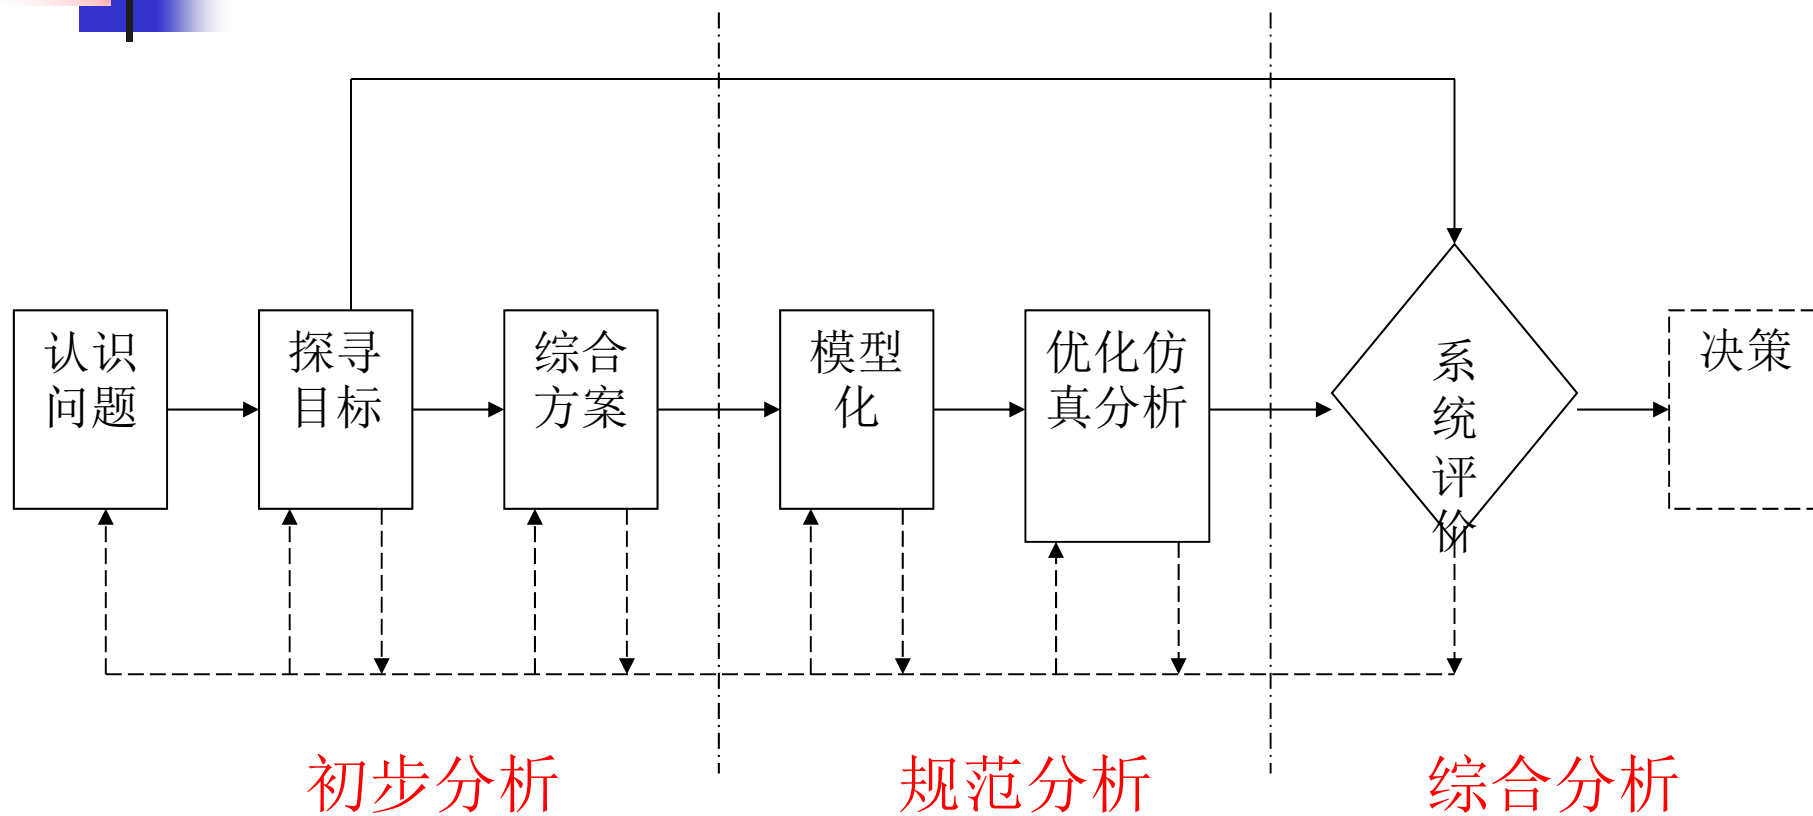 认识
问题
探寻
目标
综合
方案
模型
化
优化仿
真分析
系
统
评
价
决策
初步分析
规范分析
综合分析